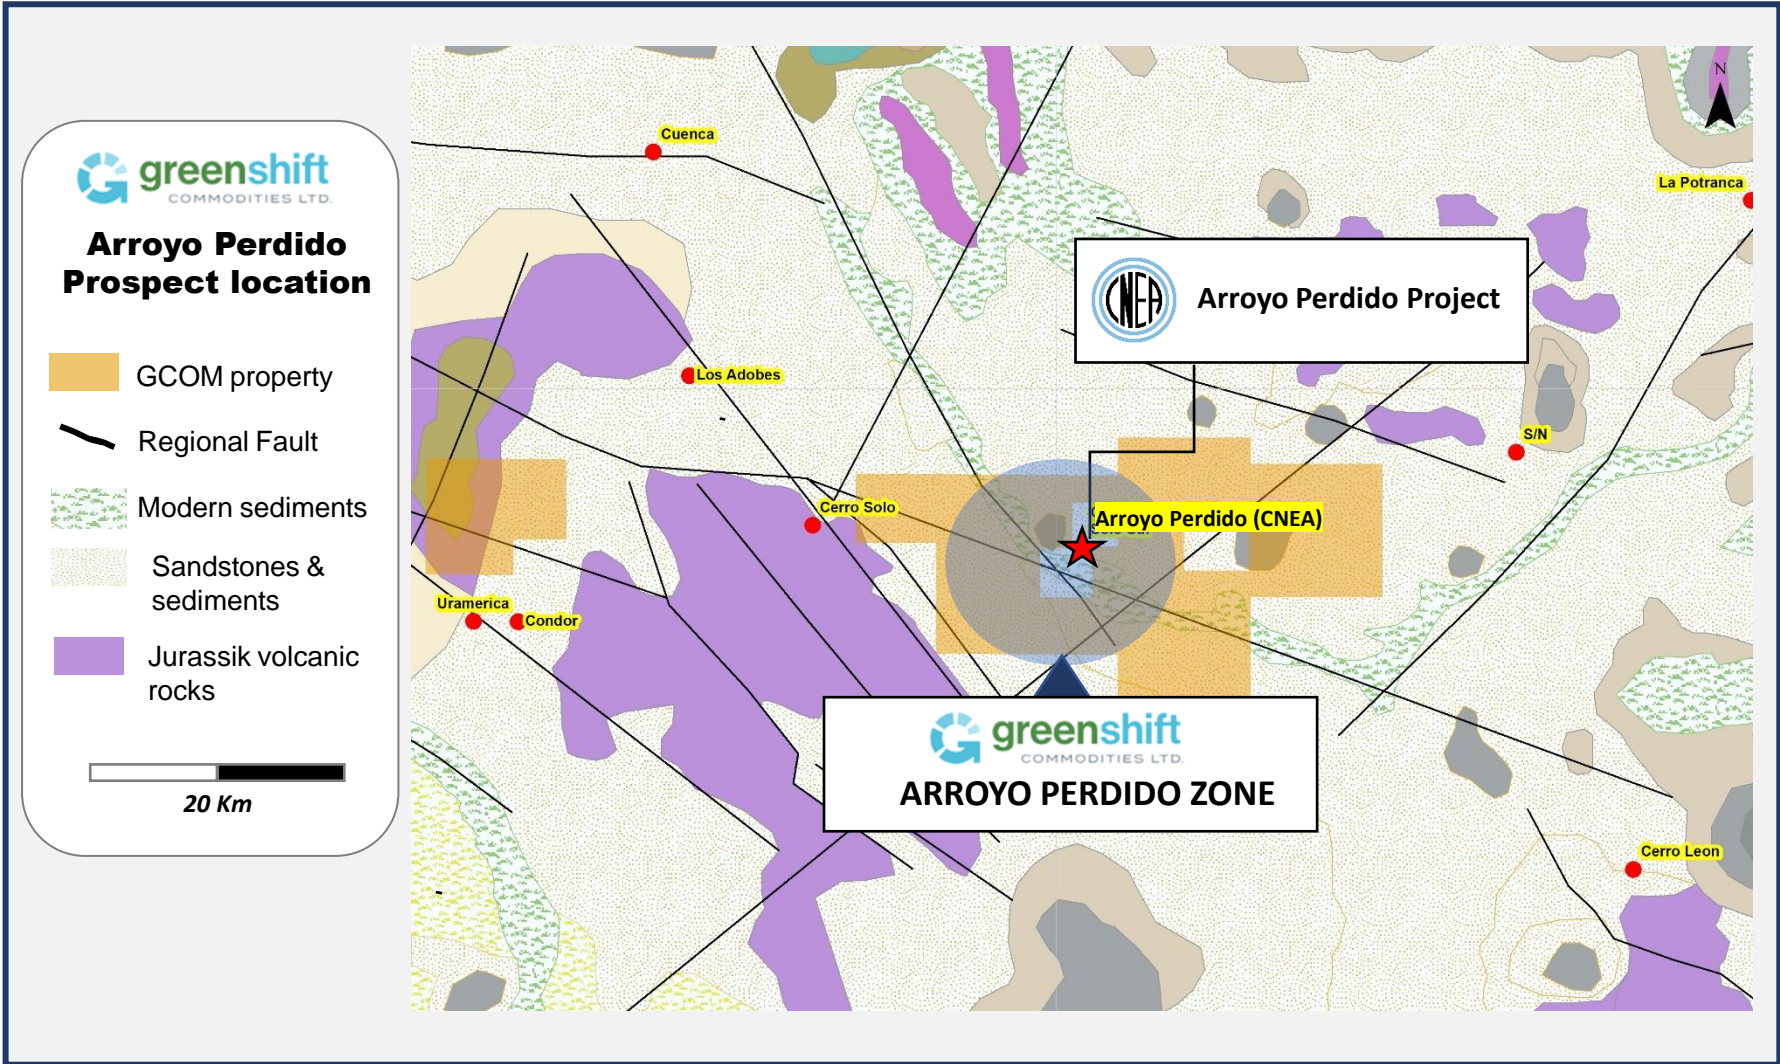 greenshift
COMMODITIES LTD.
Arroyo Perdido
Prospect location
GCOM property
Regional Fault
Modern sediments
Sandstones &
sediments
Jurassik volcanic
rocks
20 Km
N
Cuenca
La Potranca
CNEA
Arroyo Perdido Project
Los Adobes
S/N
Cerro Solo
Arroyo Perdido (CNEA)
Uramerica
Condor
greenshift
COMMODITIES LTD.
ARROYO PERDIDO ZONE
Cerro Leon